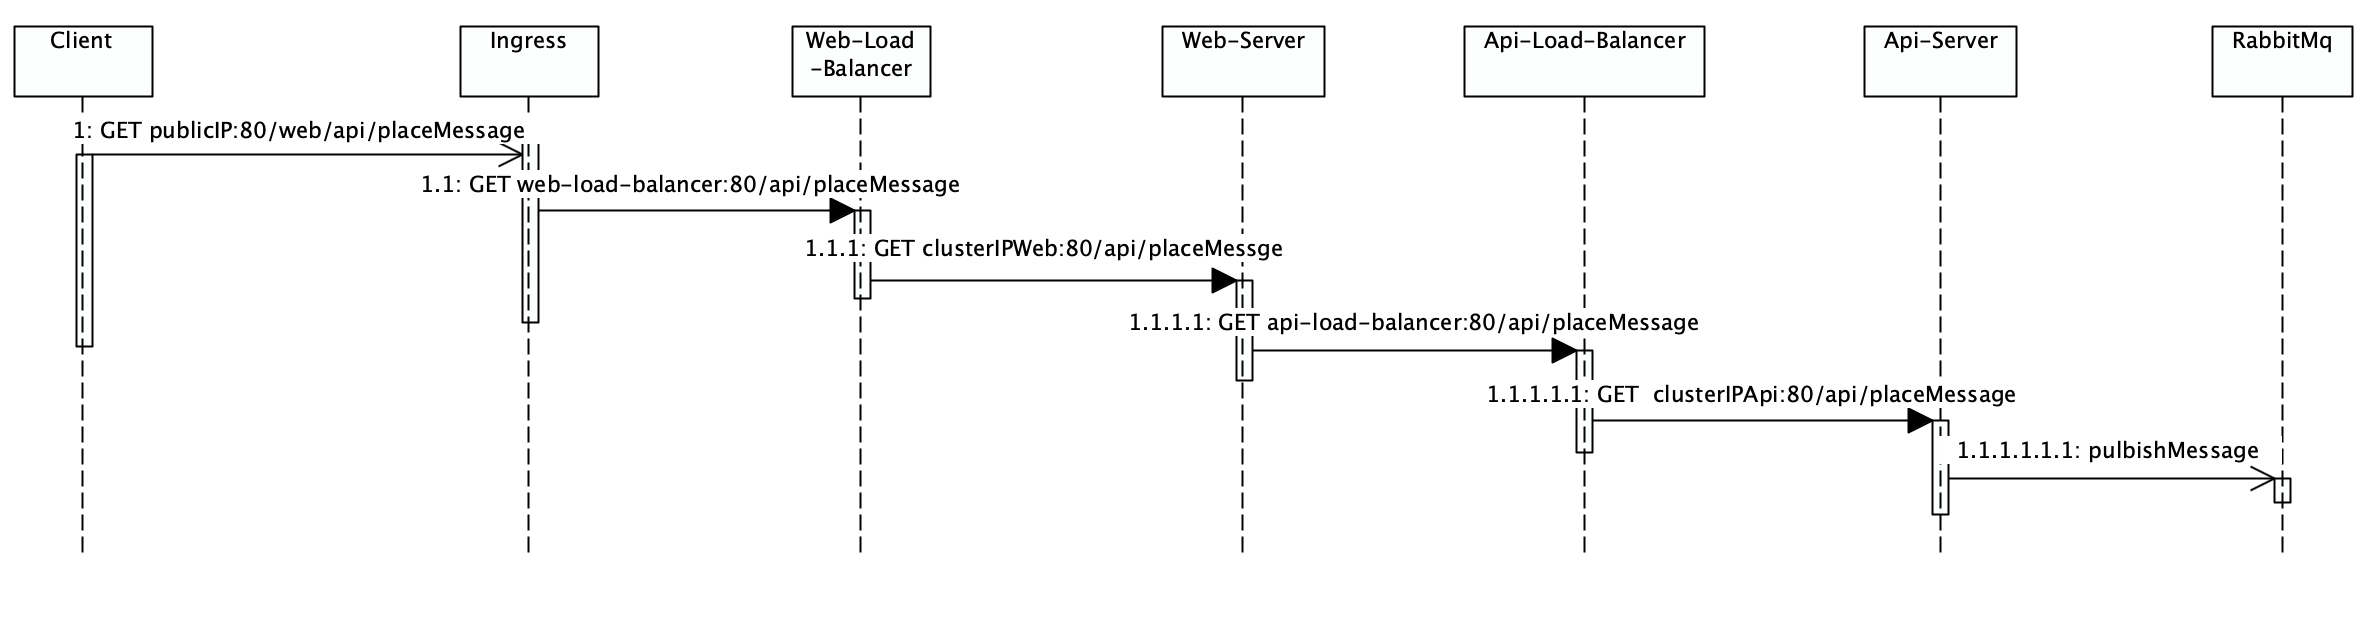 Client
Ingress
Web-Load
-Balancer
Web-Server
Api-Load-Balancer
Api-Server
RabbitMq
1: GET publicIP:80/web/api/placeMessage
1.1: GET web-load-balancer:80/api/placeMessage
1.1.1: GET clusterIPWeb:80/api/placeMessge
1.1.1.1: GET api-load-balancer:80/api/placeMessage
1.1.1.1.1: GET  clusterIPApi:80/api/placeMessage
1.1.1.1.1.1: pulbishMessage